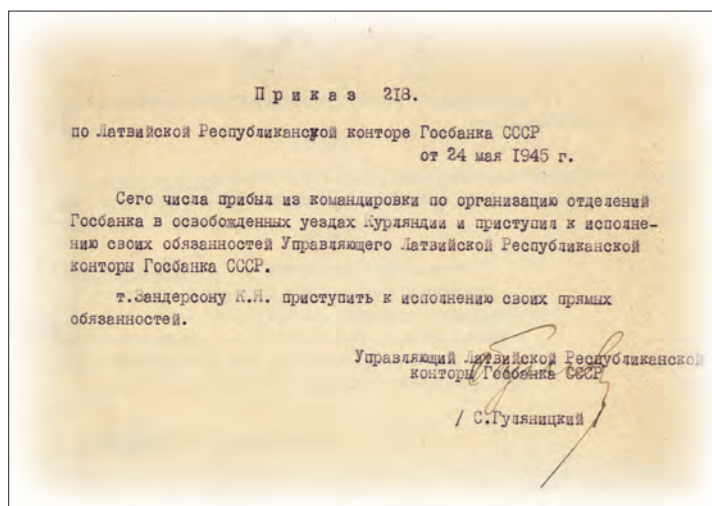 Приказ 218.
по Латвийской Республиканской конторе Госбанка СССР
от 24 мая 1945 г.
Сего числа прибыл из командировки по организацию отделений
Госбанка в освобожденных уездах Курляндии и приступил к исполне-
нию своих обязанностей Управляющего Латвийской Республиканской
конторы Госбанка СССР.
т.Зандерсону К.Я. приступить к исполнению своих прямых
обязанностей.
Управляющий Латвийской Республиканской
конторы Госбанка СССР
/ С.Гуляницкий /